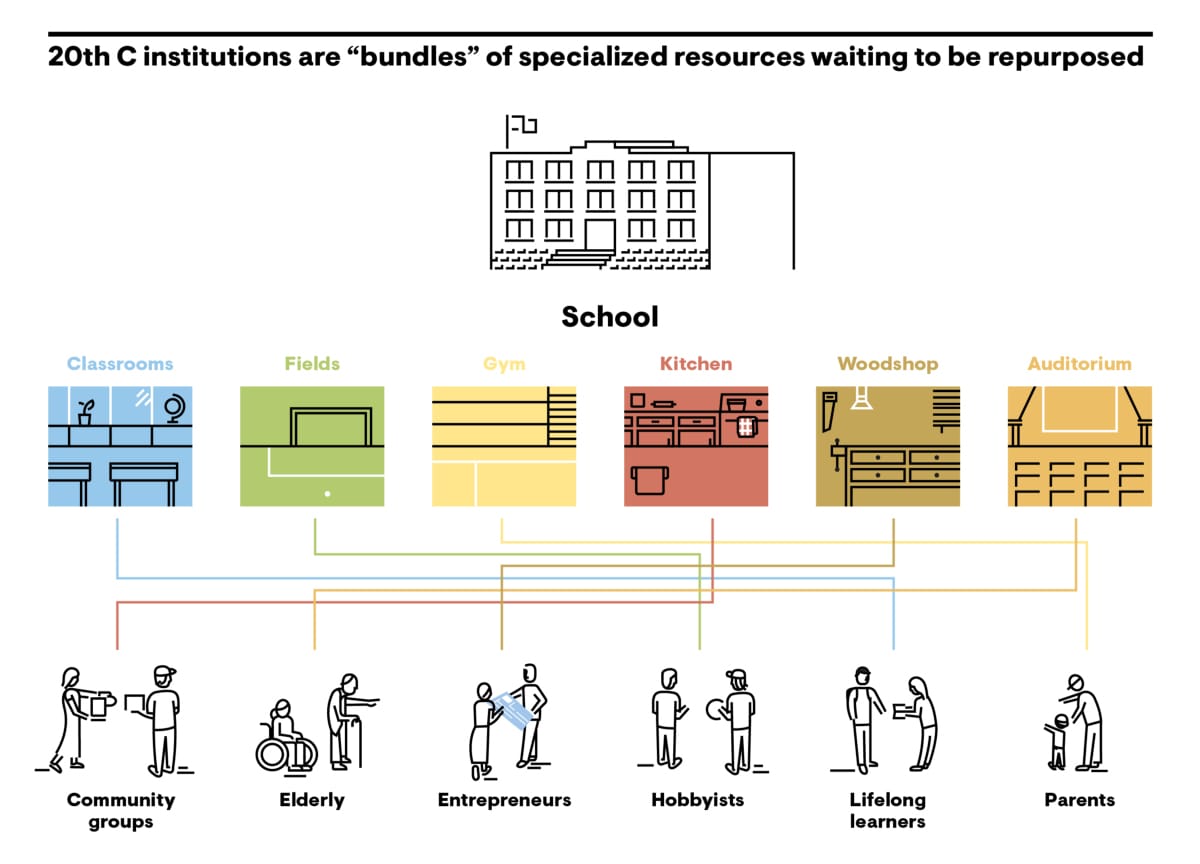 20th C institutions are “bundles” of specialized resources waiting to be repurposed
School
Classrooms
Fields
Gym
Kitchen
Woodshop
Auditorium
Community
groups
Elderly
Entrepreneurs
Hobbyists
Lifelong
learners
Parents